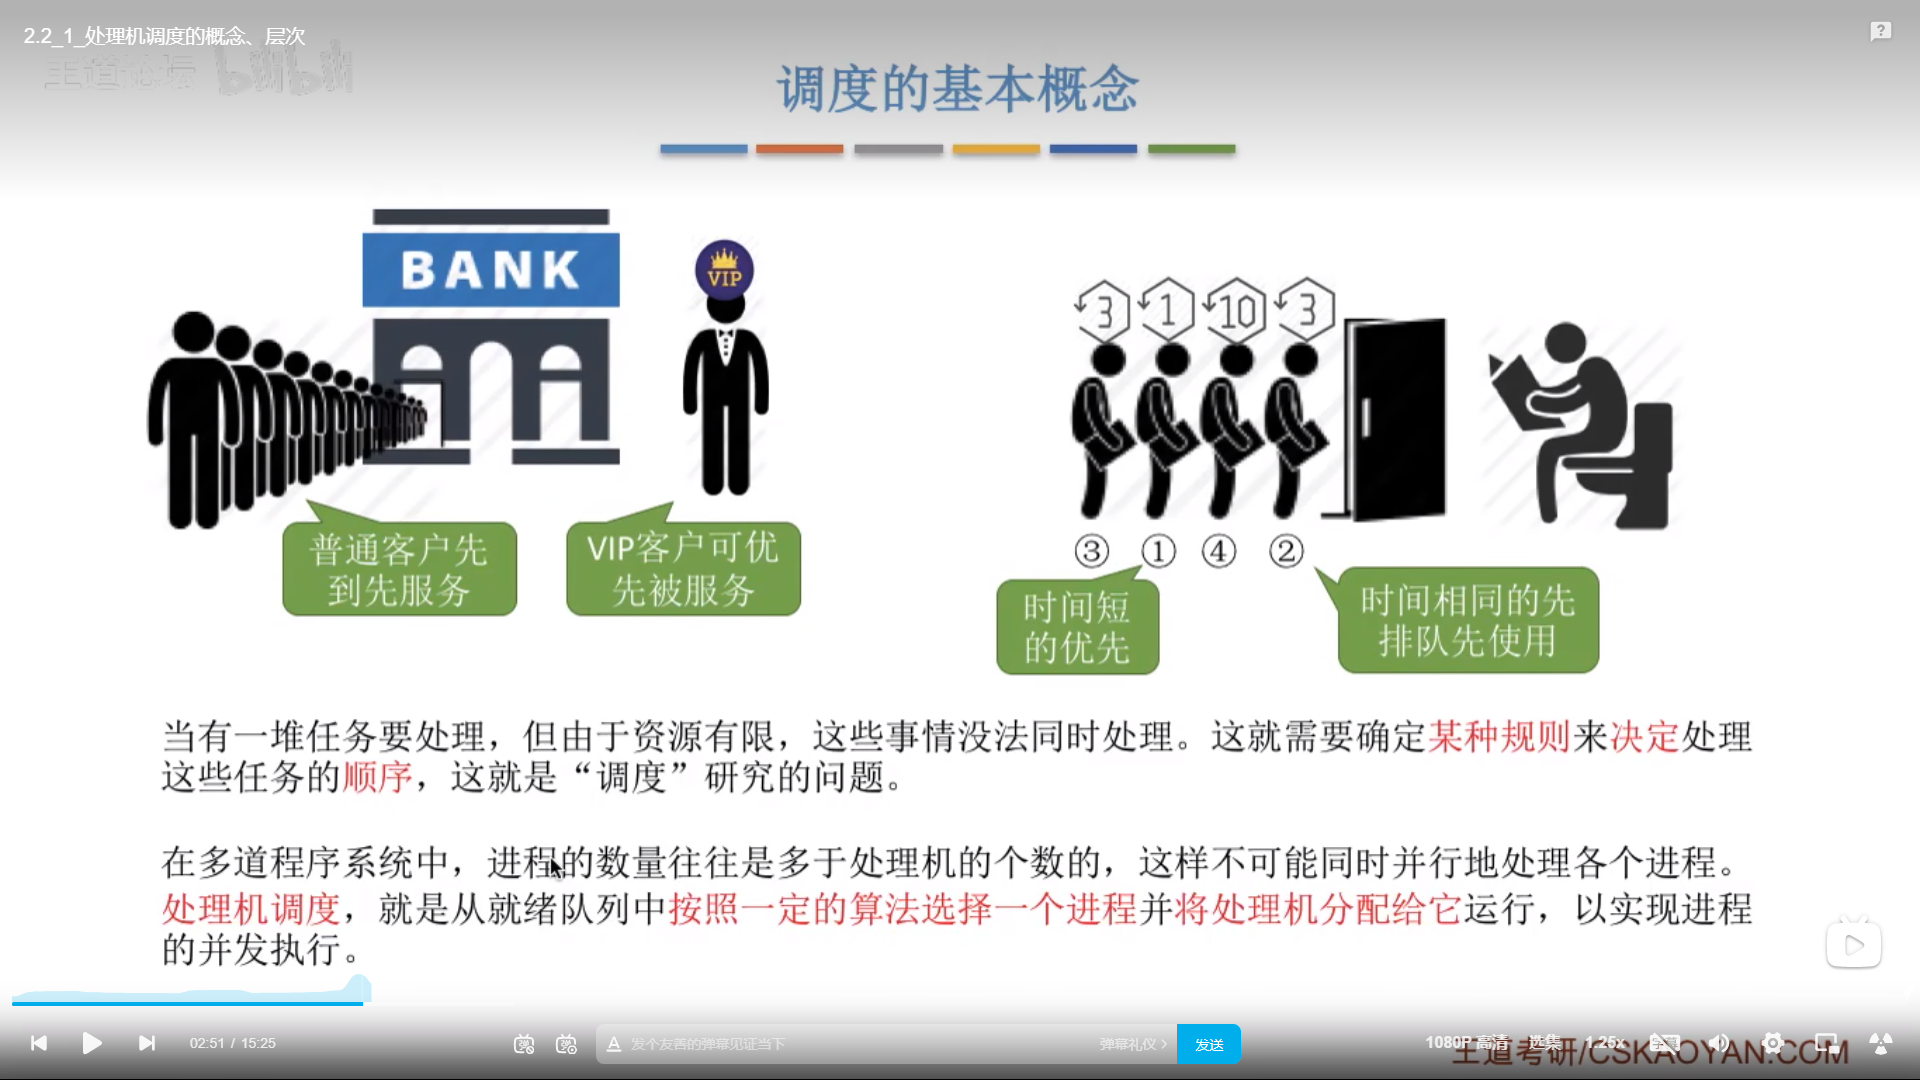 2.2_1_处理机调度的概念、层次
王道论坛 bilibili
调度的基本概念
BANK
VIP
3 1 10 3
普通客户先
到先服务
VIP客户可优
先被服务
③ ① ④ ②
时间短
的优先
时间相同的先
排队先使用
当有一堆任务要处理，但由于资源有限，这些事情没法同时处理。这就需要确定某种规则来决定处理
这些任务的顺序，这就是“调度”研究的问题。
在多道程序系统中，进程的数量往往是多于处理机的个数的，这样不可能同时并行地处理各个进程。
处理机调度，就是从就绪队列中按照一定的算法选择一个进程并将处理机分配给它运行，以实现进程
的并发执行。
02:51 / 15:25
A 发个友善的弹幕见证当下
弹幕礼仪 >
发送
1080P 高清
选集
1.25x
王道考研/CSKAOYAN.COM